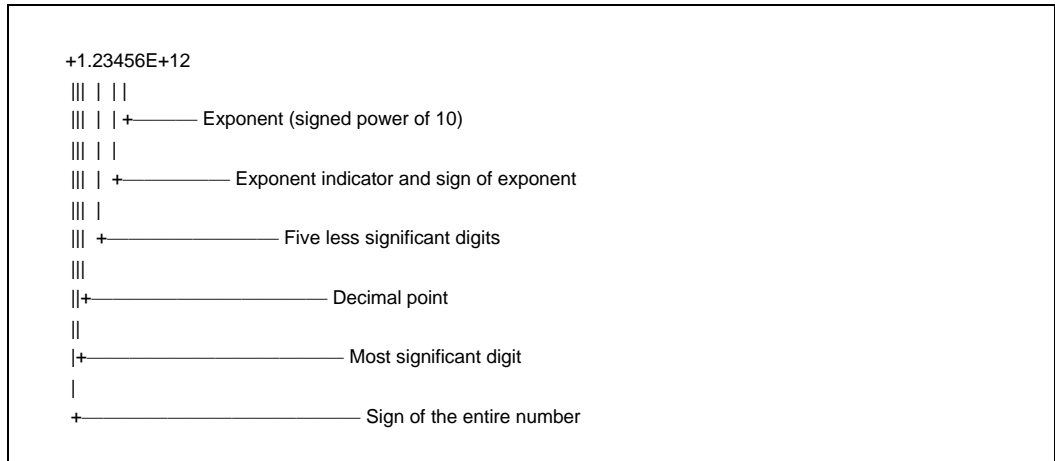 +1.23456E+12
||| | | |
||| | | +——— Exponent (signed power of 10)
||| | |
||| | +————— Exponent indicator and sign of exponent
||| |
||| +———————— Five less significant digits
|||
||+——————————— Decimal point
||
|+———————————— Most significant digit
|
+————————————— Sign of the entire number